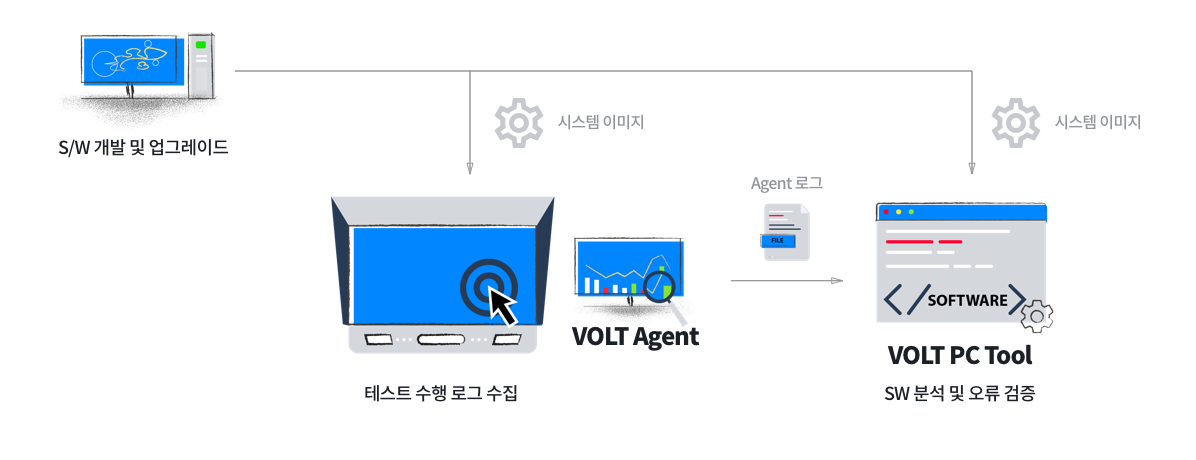 S/W 개발 및 업그레이드
시스템 이미지
시스템 이미지
Agent 로그
FILE
VOLT Agent
테스트 수행 로그 수집
</SOFTWARE>
VOLT PC Tool
SW 분석 및 오류 검증